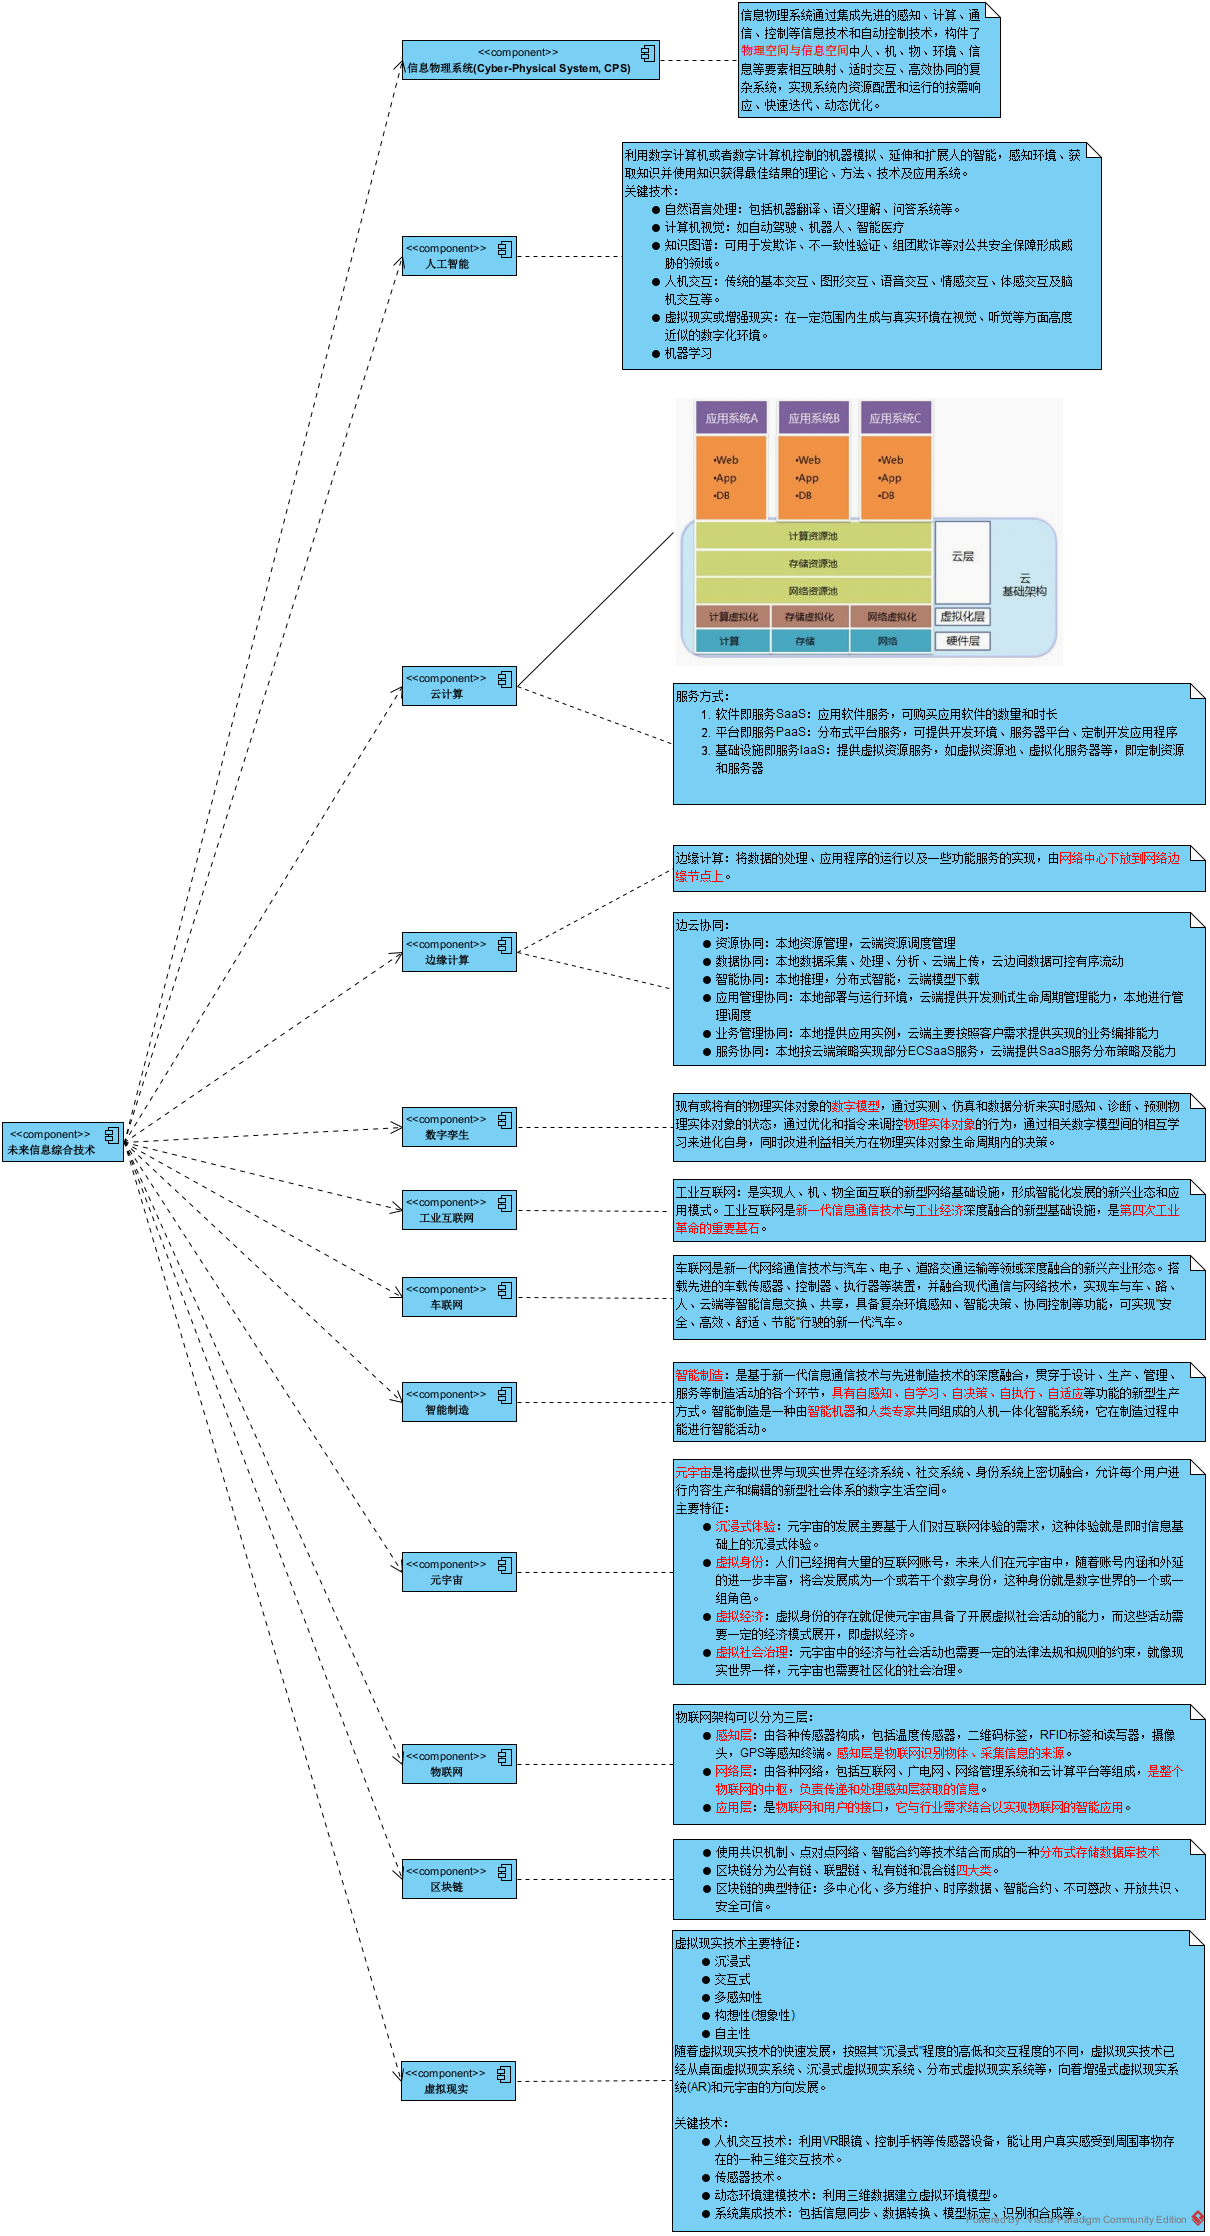 信息物理系统通过集成先进的感知、计算、通
信、控制等信息技术和自动控制技术，构件了
物理空间与信息空间中人、机、物、环境、信
息等要素相互映射、适时交互、高效协同的复
杂系统，实现系统内资源配置和运行的按需响
应、快速迭代、动态优化。
<<component>>
信息物理系统(Cyber-Physical System, CPS)
利用数字计算机或者数字计算机控制的机器模拟、延伸和扩展人的智能，感知环境、获
取知识并使用知识获得最佳结果的理论、方法、技术及应用系统。
关键技术：
● 自然语言处理：包括机器翻译、语义理解、问答系统等。
● 计算机视觉：如自动驾驶、机器人、智能医疗
● 知识图谱：可用于发欺诈、不一致性验证、组团欺诈等对公共安全保障形成威
胁的领域。
● 人机交互：传统的基本交互、图形交互、语音交互、情感交互、体感交互及脑
机交互等。
● 虚拟现实或增强现实：在一定范围内生成与真实环境在视觉、听觉等方面高度
近似的数字化环境。
● 机器学习
<<component>>
人工智能
应用系统A 应用系统B 应用系统C
•Web •Web •Web
•App •App •App
•DB •DB •DB
计算资源池
存储资源池
网络资源池
云层
云
基础架构
计算虚拟化 存储虚拟化 网络虚拟化 虚拟化层
计算 存储 网络 硬件层
<<component>>
云计算
服务方式：
1. 软件即服务SaaS：应用软件服务，可购买应用软件的数量和时长
2. 平台即服务PaaS：分布式平台服务，可提供开发环境、服务器平台、定制开发应用程序
3. 基础设施即服务IaaS：提供虚拟资源服务，如虚拟资源池、虚拟化服务器等，即定制资源
和服务器
边缘计算：将数据的处理、应用程序的运行以及一些功能服务的实现，由网络中心下放到网络边
缘节点上。
<<component>>
边缘计算
边云协同：
● 资源协同：本地资源管理，云端资源调度管理
● 数据协同：本地数据采集、处理、分析、云端上传，云边间数据可控有序流动
● 智能协同：本地推理，分布式智能，云端模型下载
● 应用管理协同：本地部署与运行环境，云端提供开发测试生命周期管理能力，本地进行管
理调度
● 业务管理协同：本地提供应用实例，云端主要按照客户需求提供实现的业务编排能力
● 服务协同：本地按云端策略实现部分ECSaaS服务，云端提供SaaS服务分布策略及能力
<<component>>
未来信息综合技术
<<component>>
数字孪生
现有或将有的物理实体对象的数字模型，通过实测、仿真和数据分析来实时感知、诊断、预测物
理实体对象的状态，通过优化和指令来调控物理实体对象的行为，通过相关数字模型间的相互学
习来进化自身，同时改进利益相关方在物理实体对象生命周期内的决策。
<<component>>
工业互联网
工业互联网：是实现人、机、物全面互联的新型网络基础设施，形成智能化发展的新兴业态和应
用模式。工业互联网是新一代信息通信技术与工业经济深度融合的新型基础设施，是第四次工业
革命的重要基石。
<<component>>
车联网
车联网是新一代网络通信技术与汽车、电子、道路交通运输等领域深度融合的新兴产业形态。搭
载先进的车载传感器、控制器、执行器等装置，并融合现代通信与网络技术，实现车与车、路、
人、云端等智能信息交换、共享，具备复杂环境感知、智能决策、协同控制等功能，可实现"安
全、高效、舒适、节能"行驶的新一代汽车。
<<component>>
智能制造
智能制造：是基于新一代信息通信技术与先进制造技术的深度融合，贯穿于设计、生产、管理、
服务等制造活动的各个环节，具有自感知、自学习、自决策、自执行、自适应等功能的新型生产
方式。智能制造是一种由智能机器和人类专家共同组成的人机一体化智能系统，它在制造过程中
能进行智能活动。
<<component>>
元宇宙
元宇宙是将虚拟世界与现实世界在经济系统、社交系统、身份系统上密切融合，允许每个用户进
行内容生产和编辑的新型社会体系的数字生活空间。
主要特征：
● 沉浸式体验：元宇宙的发展主要基于人们对互联网体验的需求，这种体验就是即时信息基
础上的沉浸式体验。
● 虚拟身份：人们已经拥有大量的互联网账号，未来人们在元宇宙中，随着账号内涵和外延
的进一步丰富，将会发展成为一个或若干个数字身份，这种身份就是数字世界的一个或一
组角色。
● 虚拟经济：虚拟身份的存在就促使元宇宙具备了开展虚拟社会活动的能力，而这些活动需
要一定的经济模式展开，即虚拟经济。
● 虚拟社会治理：元宇宙中的经济与社会活动也需要一定的法律法规和规则的约束，就像现
实世界一样，元宇宙也需要社区化的社会治理。
<<component>>
物联网
物联网架构可以分为三层：
● 感知层：由各种传感器构成，包括温度传感器，二维码标签，RFID标签和读写器，摄像
头，GPS等感知终端。感知层是物联网识别物体、采集信息的来源。
● 网络层：由各种网络，包括互联网、广电网、网络管理系统和云计算平台等组成，是整个
物联网的中枢，负责传递和处理感知层获取的信息。
● 应用层：是物联网和用户的接口，它与行业需求结合以实现物联网的智能应用。
<<component>>
区块链
● 使用共识机制、点对点网络、智能合约等技术结合而成的一种分布式存储数据库技术
● 区块链分为公有链、联盟链、私有链和混合链四大类。
● 区块链的典型特征：多中心化、多方维护、时序数据、智能合约、不可篡改、开放共识、
安全可信。
<<component>>
虚拟现实
虚拟现实技术主要特征：
● 沉浸式
● 交互式
● 多感知性
● 构想性(想象性)
● 自主性
随着虚拟现实技术的快速发展，按照其"沉浸式"程度的高低和交互程度的不同，虚拟现实技术已
经从桌面虚拟现实系统、沉浸式虚拟现实系统、分布式虚拟现实系统等，向着增强式虚拟现实系
统(AR)和元宇宙的方向发展。
关键技术：
● 人机交互技术：利用VR眼镜、控制手柄等传感器设备，能让用户真实感受到周围事物存
在的一种三维交互技术。
● 传感器技术。
● 动态环境建模技术：利用三维数据建立虚拟环境模型。
● 系统集成技术：包括信息同步、数据转换、模型标定、识别和合成等。
Powered By Visual Paradigm Community Edition